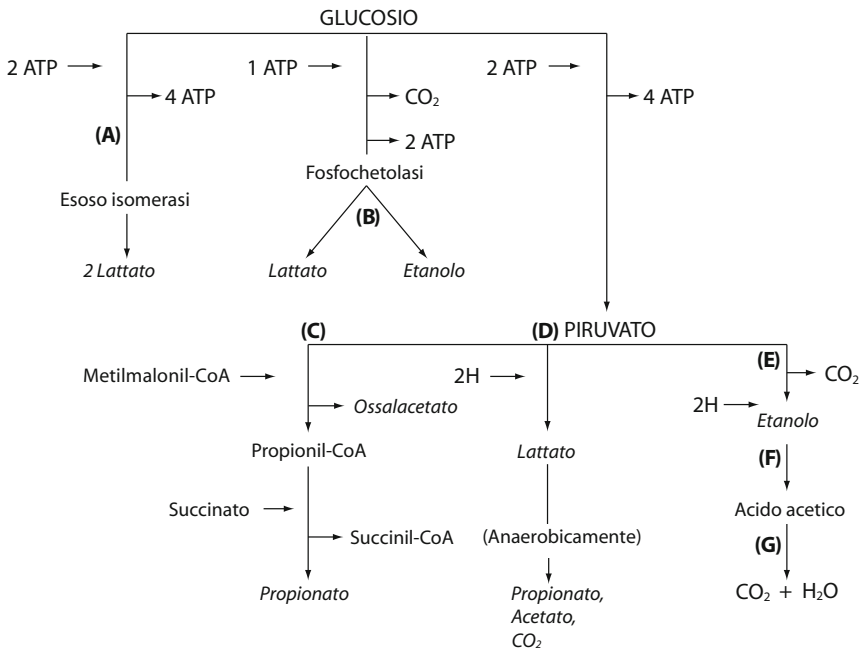 GLUCOSIO
2 ATP
1 ATP
2 ATP
4 ATP
CO₂
4 ATP
(A)
2 ATP
Fosfochetolasi
Esoso isomerasi
(B)
2 Lattato
Lattato
Etanolo
(C)
(D)
PIRUVATO
(E)
Metilmalonil-CoA
2H
CO₂
2H
Ossalacetato
Etanolo
Propionil-CoA
Lattato
(F)
Succinato
Acido acetico
Succinil-CoA
(Anaerobicamente)
(G)
Propionato
Propionato,
Acetato,
CO₂
CO₂ + H₂O